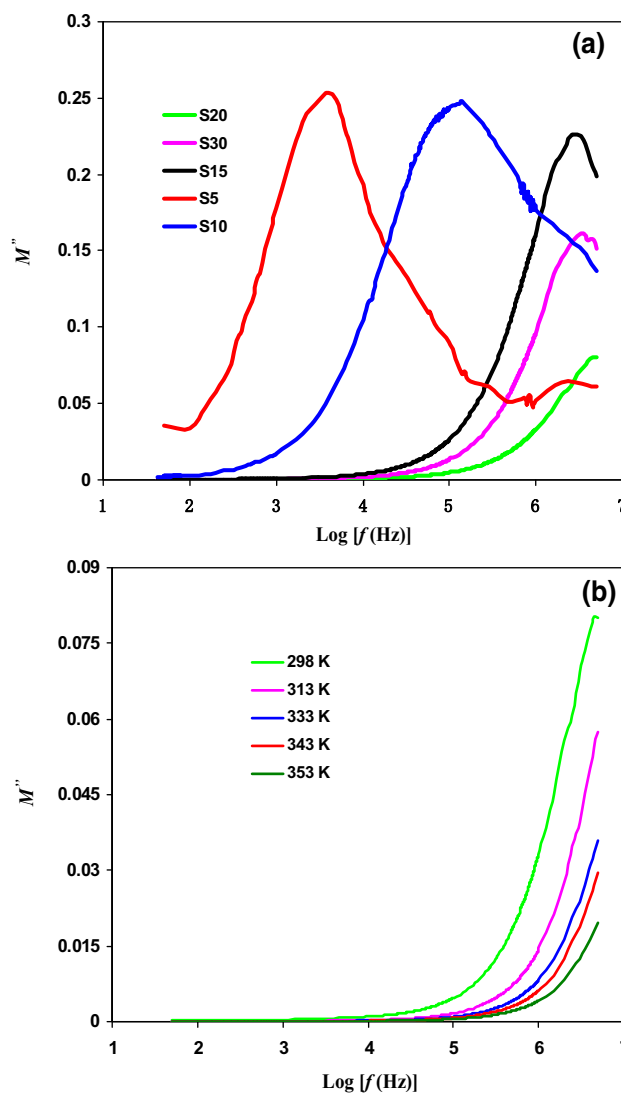 (a)
0.3
0.25
0.2
0.15
0.1
0.05
0
M''
S20
S30
S15
S5
S10
1 2 3 4 5 6 7
Log [f (Hz)]
(b)
0.09
0.075
0.06
0.045
0.03
0.015
0
M''
298 K
313 K
333 K
343 K
353 K
1 2 3 4 5 6 7
Log [f (Hz)]